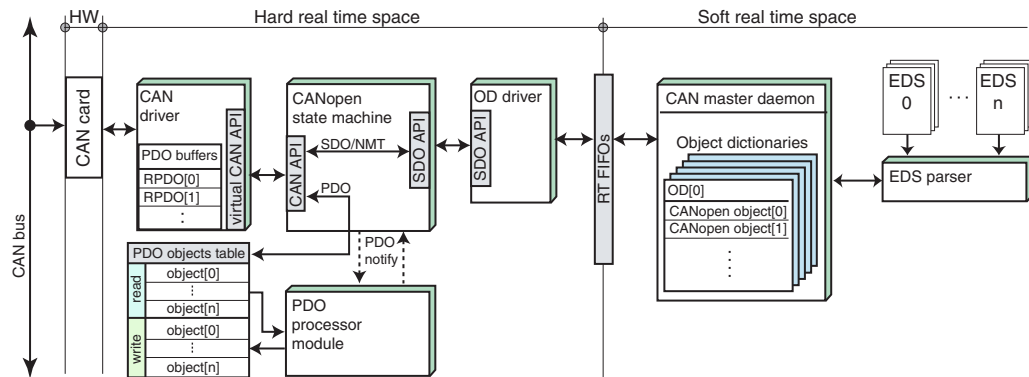 HW
Hard real time space
Soft real time space
CAN bus
CAN card
CAN
driver
PDO buffers
RPDO[0]
RPDO[1]
⋮
virtual CAN API
CANopen
state machine
CAN API
SDO/NMT
PDO
SDO API
OD driver
SDO API
RT FIFOs
CAN master daemon
Object dictionaries
OD[0]
CANopen object[0]
CANopen object[1]
⋮
EDS
0
...
EDS
n
EDS parser
PDO objects table
read
object[0]
⋮
object[n]
write
object[0]
⋮
object[n]
PDO
notify
PDO
processor
module